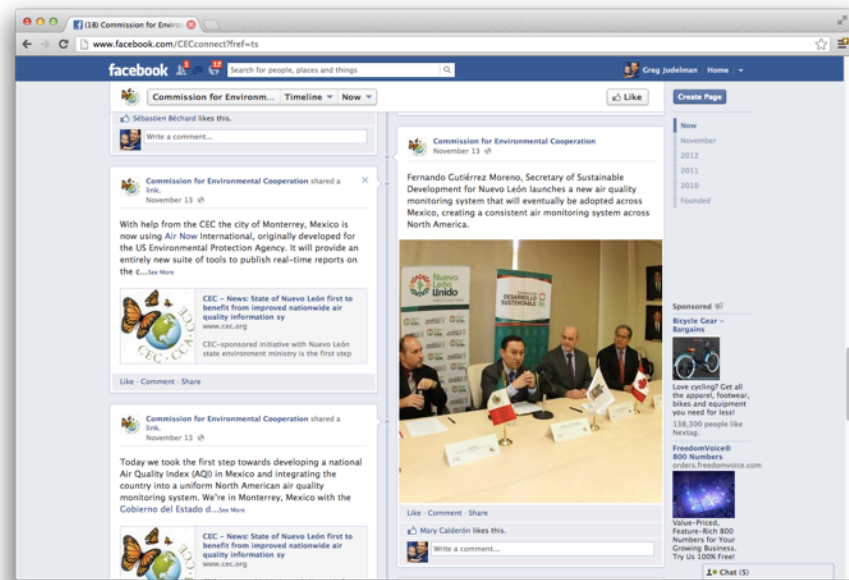 (18) Commission for Enviro
www.facebook.com/CECconnect?fref=ts
facebook
1
17
Search for people, places and things
Greg Judelman
Home
Commission for Environm...
Timeline
Now
Like
Create Page
Sébastien Béchard likes this.
Write a comment...
Commission for Environmental Cooperation shared a
link.
November 13
With help from the CEC the city of Monterrey, Mexico is
now using Air Now International, originally developed for
the US Environmental Protection Agency. It will provide an
entirely new suite of tools to publish real-time reports on
the c...See More
CEC·CCA·CCE
CEC - News: State of Nuevo León first to
benefit from improved nationwide air
quality information sy
www.cec.org
CEC-sponsored initiative with Nuevo León
state environment ministry is the first step
Like · Comment · Share
Commission for Environmental Cooperation shared a
link.
November 13
Today we took the first step towards developing a national
Air Quality Index (AQI) in Mexico and integrating the
country into a uniform North American air quality
monitoring system. We're in Monterrey, Mexico with the
Gobierno del Estado d...See More
CEC - News: State of Nuevo León first to
benefit from improved nationwide air
quality information sy
www.cec.org
Commission for Environmental Cooperation
November 13
Fernando Gutiérrez Moreno, Secretary of Sustainable
Development for Nuevo León launches a new air quality
monitoring system that will eventually be adopted across
Mexico, creating a consistent air monitoring system across
North America.
Nuevo
León
Unido
DESARROLLO
SUSTENTABLE
Like · Comment · Share
Mary Calderón likes this.
Write a comment...
Now
November
2012
2011
2010
Founded
Sponsored
Bicycle Gear -
Bargains
Love cycling? Get all
the apparel, footwear,
bikes and equipment
you need for less!
138,300 people like
Nextag.
FreedomVoice®
800 Numbers
orders.freedomvoice.com
Value-Priced,
Feature-Rich 800
Numbers for Your
Growing Business.
Try Us 100% Free!
Chat (5)